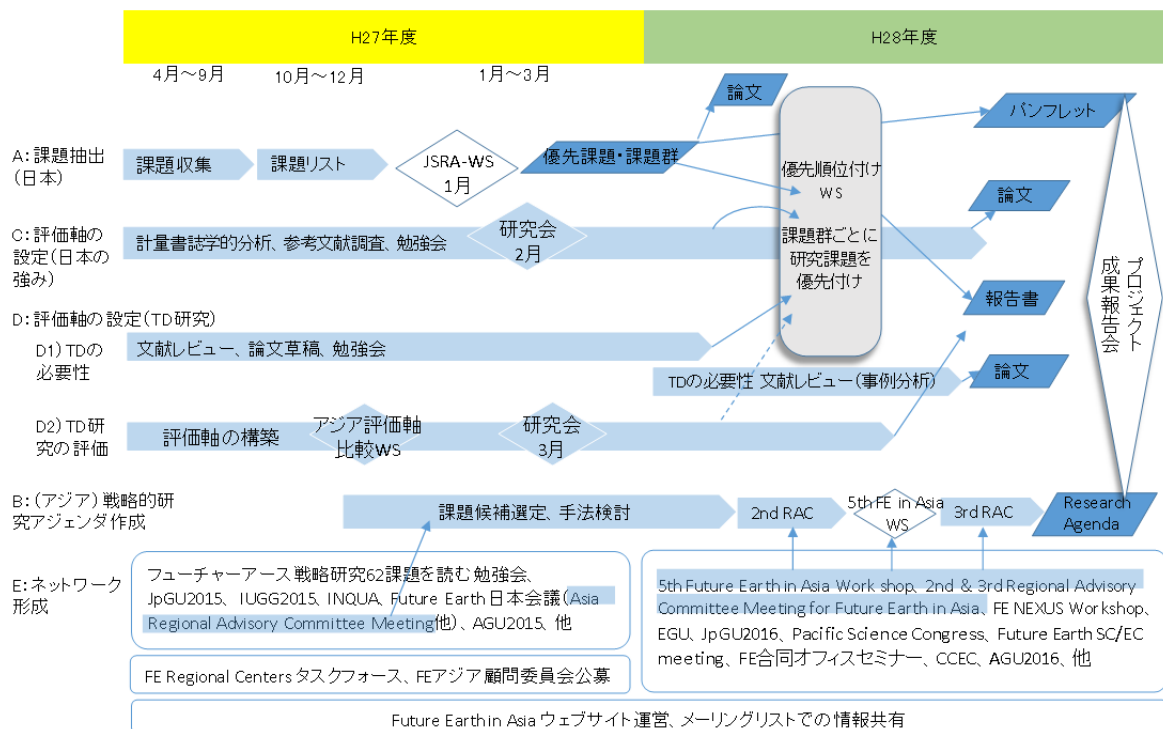 H27年度
H28年度
4月～9月
10月～12月
1月～3月
A：課題抽出
（日本）
課題収集
課題リスト
JSRA-WS
1月
優先課題・課題群
論文
優先順位付け
WS
課題群ごとに
研究課題を
優先付け
パンフレット
C：評価軸の
設定（日本の
強み）
計量書誌学的分析、参考文献調査、勉強会
研究会
2月
論文
D：評価軸の設定（TD研究）
D1）TDの
必要性
文献レビュー、論文草稿、勉強会
報告書
TDの必要性 文献レビュー（事例分析）
論文
プロジェクト
成果報告会
D2）TD研
究の評価
評価軸の構築
アジア評価軸
比較WS
研究会
3月
B：（アジア）戦略的研
究アジェンダ作成
課題候補選定、手法検討
2nd RAC
5th FE in Asia
WS
3rd RAC
Research
Agenda
E：ネットワーク
形成
フューチャーアース戦略研究62課題を読む勉強会、
JpGU2015、IUGG2015、INQUA、Future Earth 日本会議（Asia
Regional Advisory Committee Meeting他）、AGU2015、他
FE Regional Centers タスクフォース、FEアジア顧問委員会公募
5th Future Earth in Asia Workshop、2nd & 3rd Regional Advisory
Committee Meeting for Future Earth in Asia、FE NEXUS Workshop、
EGU、JpGU2016、Pacific Science Congress、Future Earth SC/EC
meeting、FE合同オフィスセミナー、CCEC、AGU2016、他
Future Earth in Asia ウェブサイト運営、メーリングリストでの情報共有